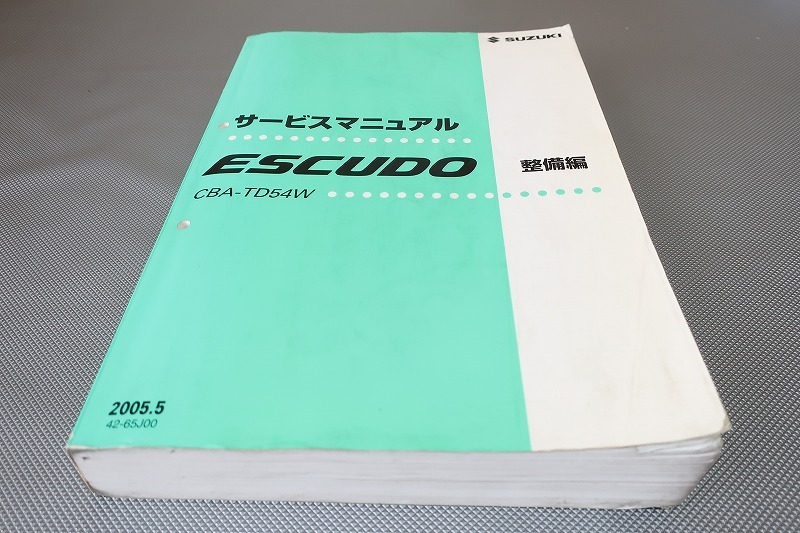 SUZUKI
サービスマニュアル
ESCUDO 整備編
CBA-TD54W
2005.5
42-65J00